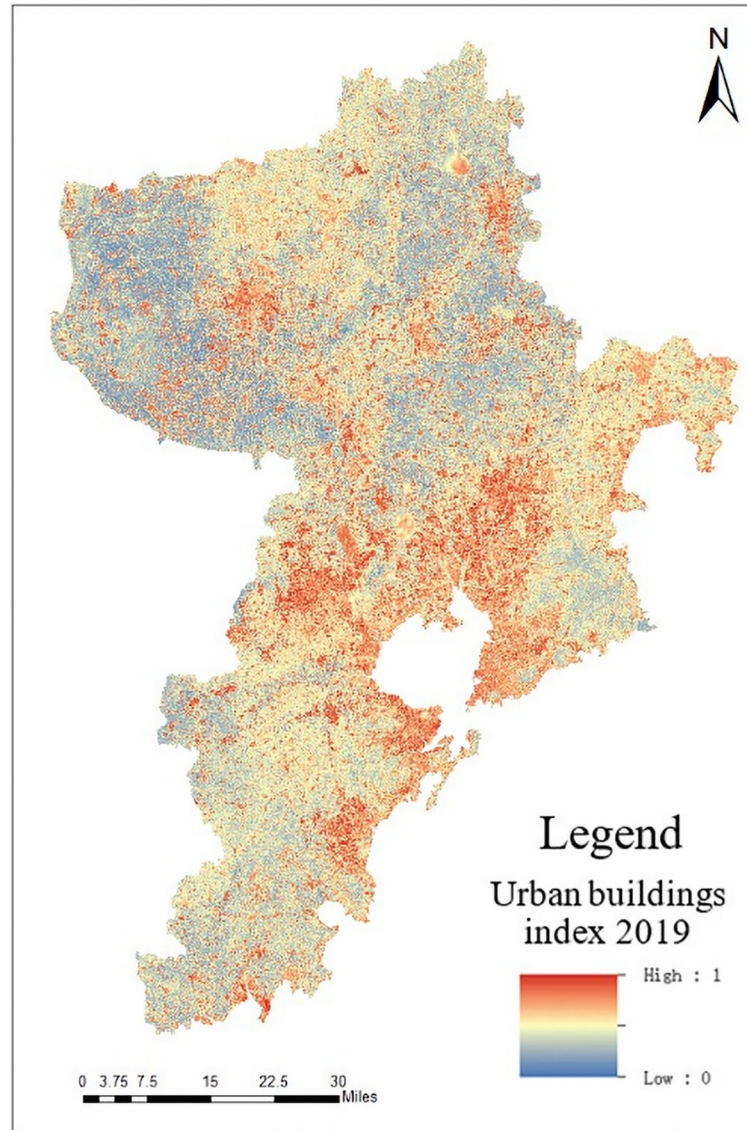 N
Legend
Urban buildings
index 2019
High : 1
Low : 0
0 3.75 7.5 15 22.5 30
Miles